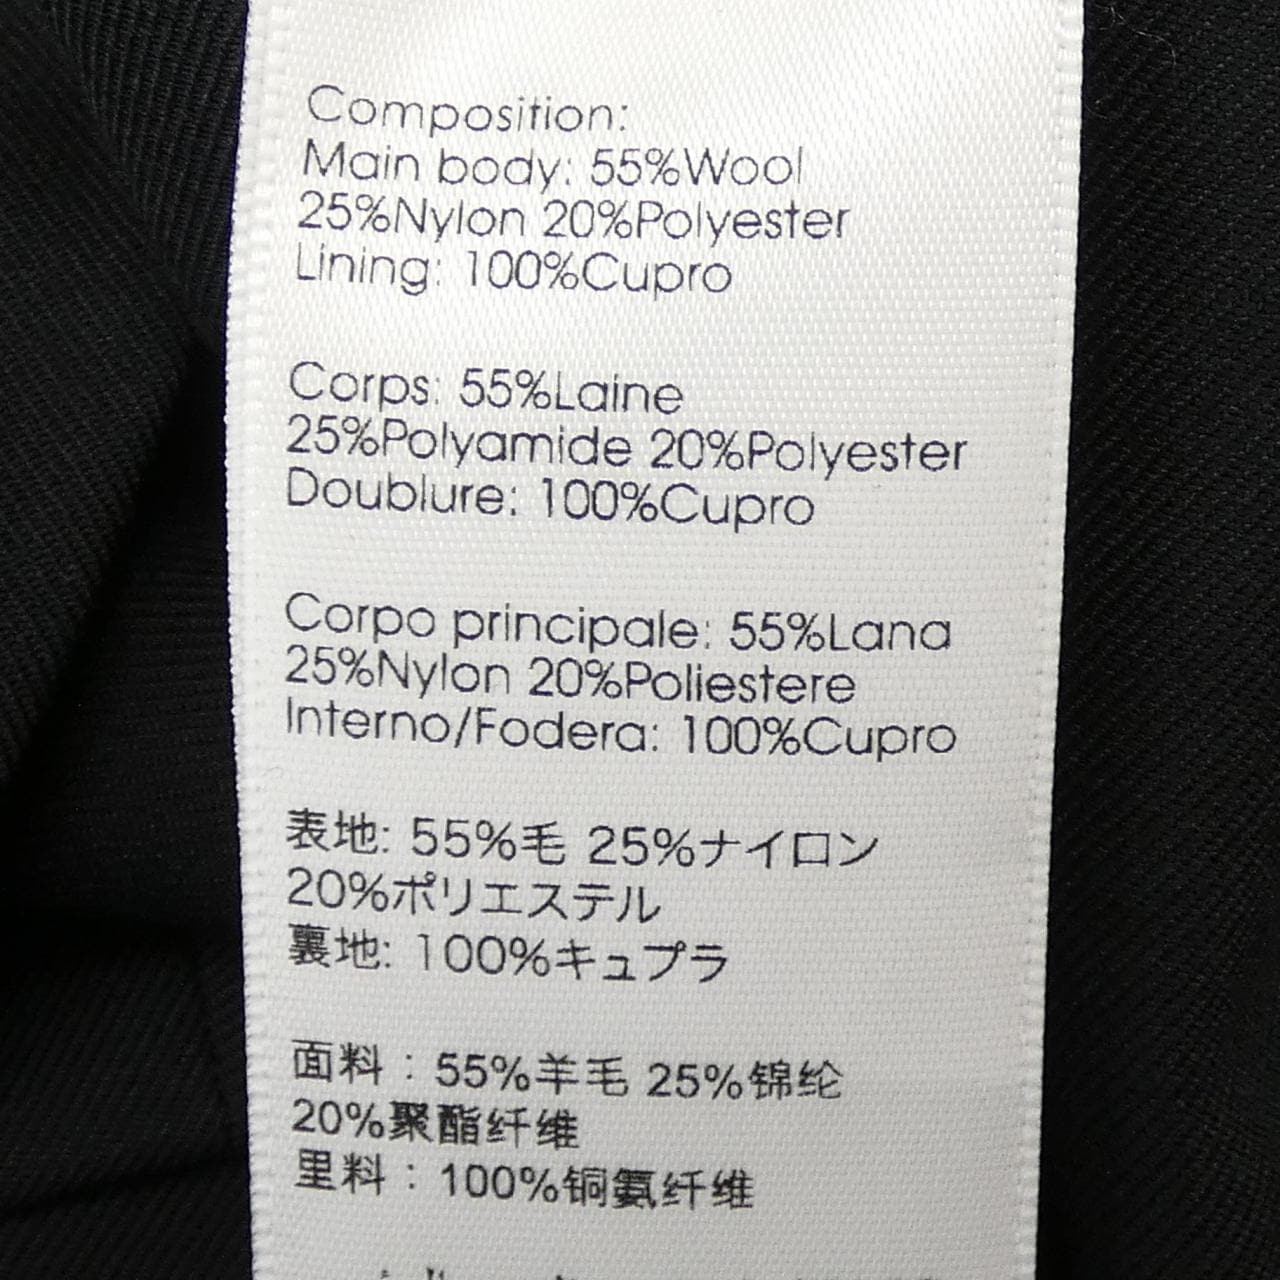 Composition:
Main body: 55%Wool
25%Nylon 20%Polyester
Lining: 100%Cupro
Corps: 55%Laine
25%Polyamide 20%Polyester
Doublure: 100%Cupro
Corpo principale: 55%Lana
25%Nylon 20%Poliestere
Interno/Fodera: 100%Cupro
表地: 55%毛 25%ナイロン
20%ポリエステル
裏地: 100%キュプラ
面料：55%羊毛 25%锦纶
20%聚酯纤维
里料：100%铜氨纤维